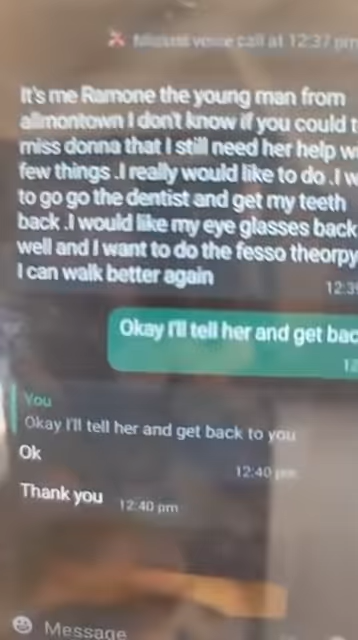 Missed voice call at 12:37 pm
It's me Ramone the young man from
allmontown I don't know if you could t
miss donna that I still need her help w
few things .I really would like to do .I w
to go go the dentist and get my teeth
back .I would like my eye glasses back
well and I want to do the fesso theorpy
I can walk better again
12:39
Okay I'll tell her and get bac
12
You
Okay I'll tell her and get back to you
Ok
12:40 pm
Thank you 12:40 pm
Message